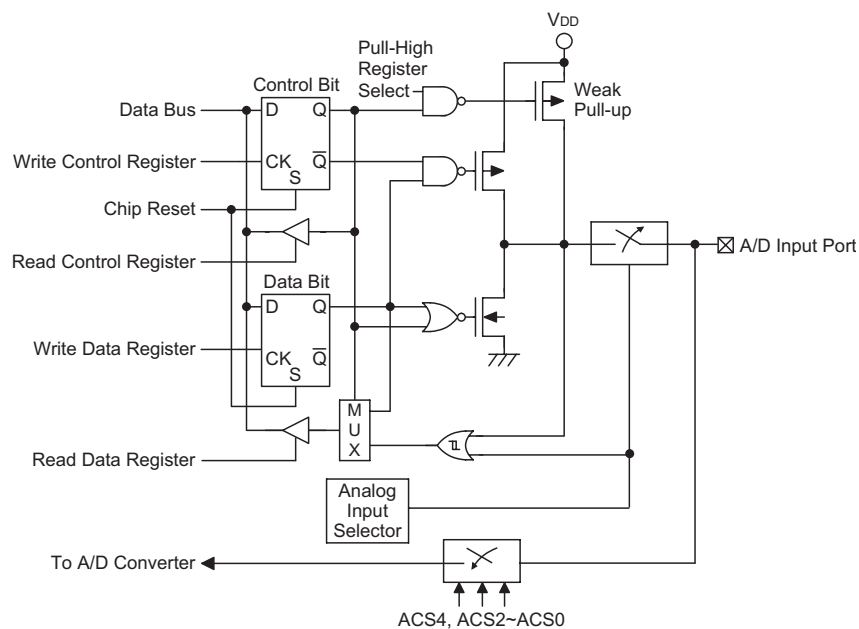 VDD
Pull-High
Register
Select
Weak
Pull-up
Control Bit
Data Bus
D
Q
Write Control Register
CK
Q̅
S
Chip Reset
Read Control Register
Data Bit
D
Q
Write Data Register
CK
Q̅
S
M
U
X
Read Data Register
A/D Input Port
Analog
Input
Selector
To A/D Converter
ACS4, ACS2~ACS0